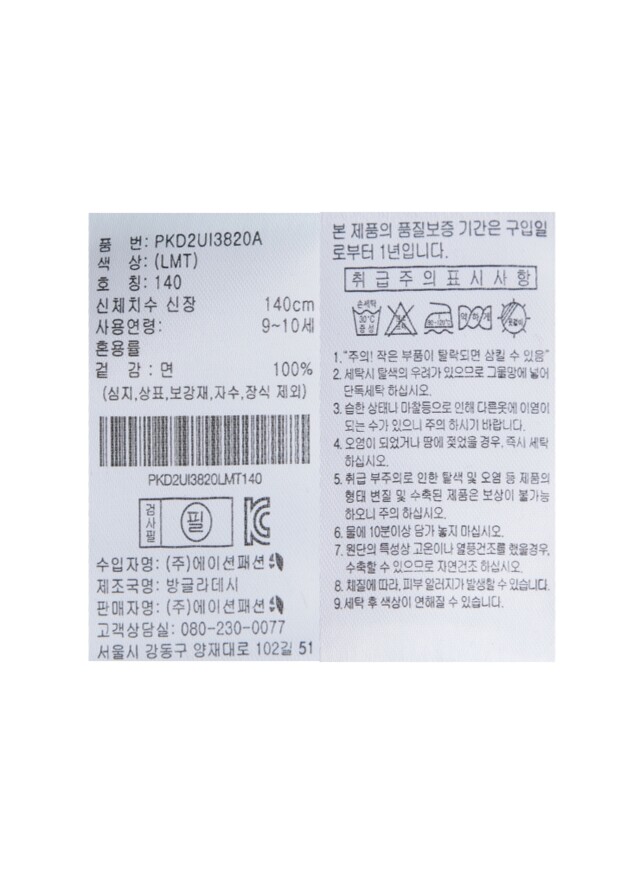 품 번: PKD2UI3820A
색 상: (LMT)
호 칭: 140
신체치수 신장 140cm
사용연령: 9~10세
혼용률
겉 감: 면 100%
(심지,상표,보강재,자수,장식 제외)
PKD2UI3820LMT140
검사필
필
수입자명: (주)에이션패션
제조국명: 방글라데시
판매자명: (주)에이션패션
고객상담실: 080-230-0077
서울시 강동구 양재대로 102길 51
본 제품의 품질보증 기간은 구입일
로부터 1년입니다.
취급주의표시사항
손세탁
30℃
중성
약하게
옷걸이
1. "주의! 작은 부품이 탈락되면 삼킬 수 있음"
2. 세탁시 탈색의 우려가 있으므로 그물망에 넣어
단독세탁 하십시오.
3. 습한 상태나 마찰등으로 인해 다른옷에 이염이
되는 수가 있으니 주의 하시기 바랍니다.
4. 오염이 되었거나 땀에 젖었을 경우, 즉시 세탁
하십시오.
5. 취급 부주의로 인한 탈색 및 오염 등 제품의
형태 변질 및 수축된 제품은 보상이 불가능
하오니 주의 하십시오.
6. 물에 10분이상 담가 놓지 마십시오.
7. 원단의 특성상 고온이나 열풍건조를 했을경우,
수축할 수 있으므로 자연건조 하십시오.
8. 체질에 따라, 피부 알러지가 발생할 수 있습니다.
9. 세탁 후 색상이 연해질 수 있습니다.